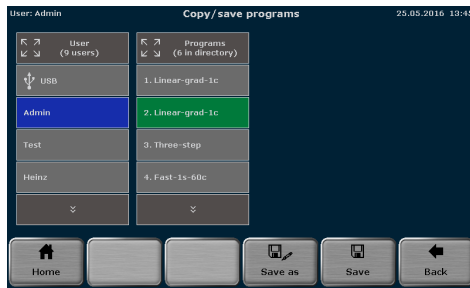 User: Admin
Copy/save programs
25.05.2016 13:45
User
(9 users)
Programs
(6 in directory)
USB
1. Linear-grad-1c
Admin
2. Linear-grad-1c
Test
3. Three-step
Heinz
4. Fast-1s-60c
Home
Save as
Save
Back